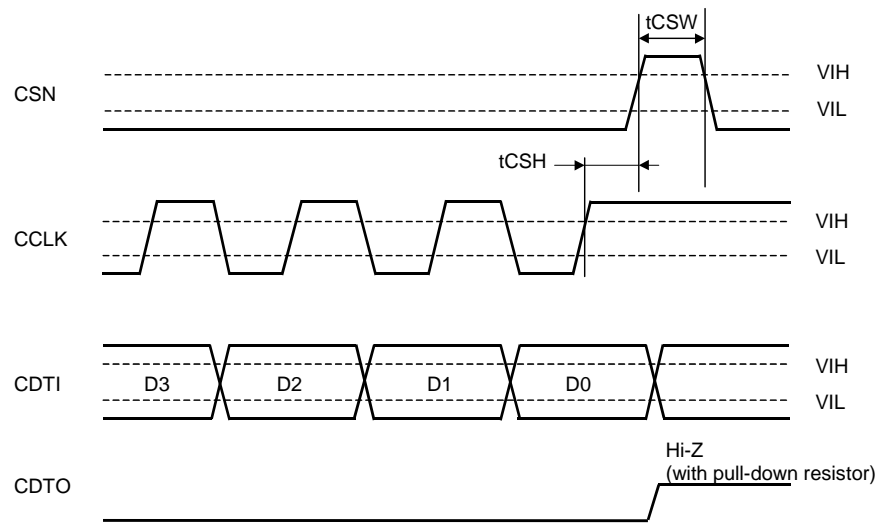 tCSW
VIH
CSN
VIL
tCSH
VIH
CCLK
VIL
VIH
CDTI D3 D2 D1 D0
VIL
Hi-Z
(with pull-down resistor)
CDTO